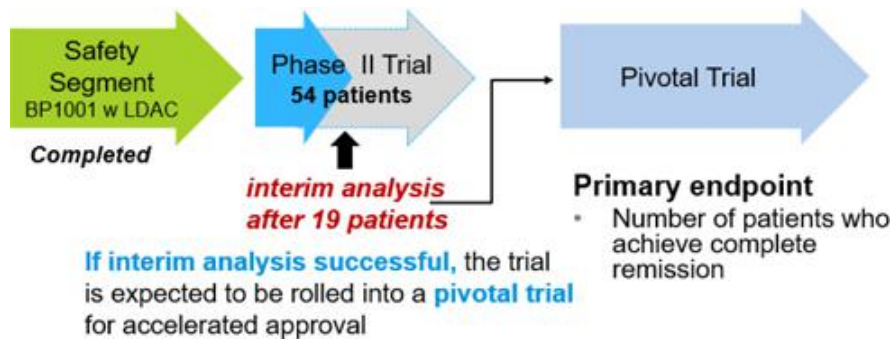 Safety
Segment
BP1001 w LDAC
Completed
Phase II Trial
54 patients
interim analysis
after 19 patients
If interim analysis successful, the trial
is expected to be rolled into a pivotal trial
for accelerated approval
Pivotal Trial
Primary endpoint
• Number of patients who
achieve complete
remission